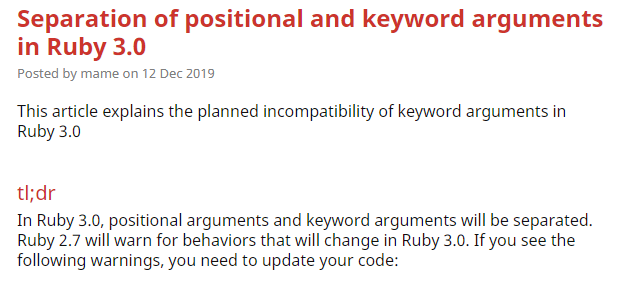 Separation of positional and keyword arguments
in Ruby 3.0
Posted by mame on 12 Dec 2019
This article explains the planned incompatibility of keyword arguments in
Ruby 3.0
tl;dr
In Ruby 3.0, positional arguments and keyword arguments will be separated.
Ruby 2.7 will warn for behaviors that will change in Ruby 3.0. If you see the
following warnings, you need to update your code: